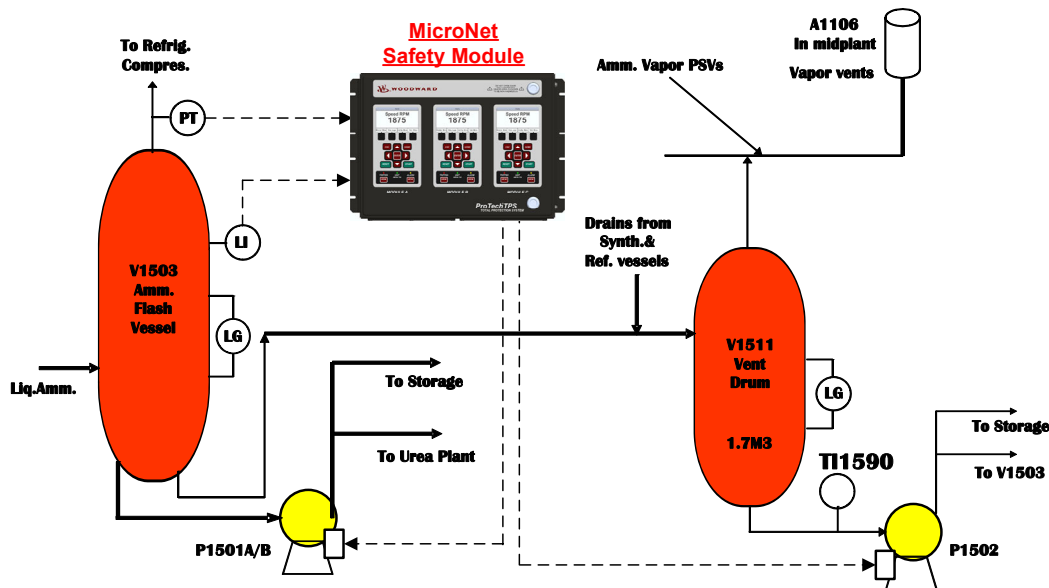 MicroNet
Safety Module
To Refrig.
Compres.
PT
WOODWARD
Speed RPM
1875
Speed RPM
1875
Speed RPM
1875
ProTechTPS
TOTAL PROTECTION SYSTEM
A1106
In midplant
Vapor vents
Amm. Vapor PSVs
LI
V1503
Amm.
Flash
Vessel
LG
Liq.Amm.
Drains from
Synth.&
Ref. vessels
To Storage
To Urea Plant
P1501A/B
V1511
Vent
Drum
1.7M3
LG
TI1590
To Storage
To V1503
P1502